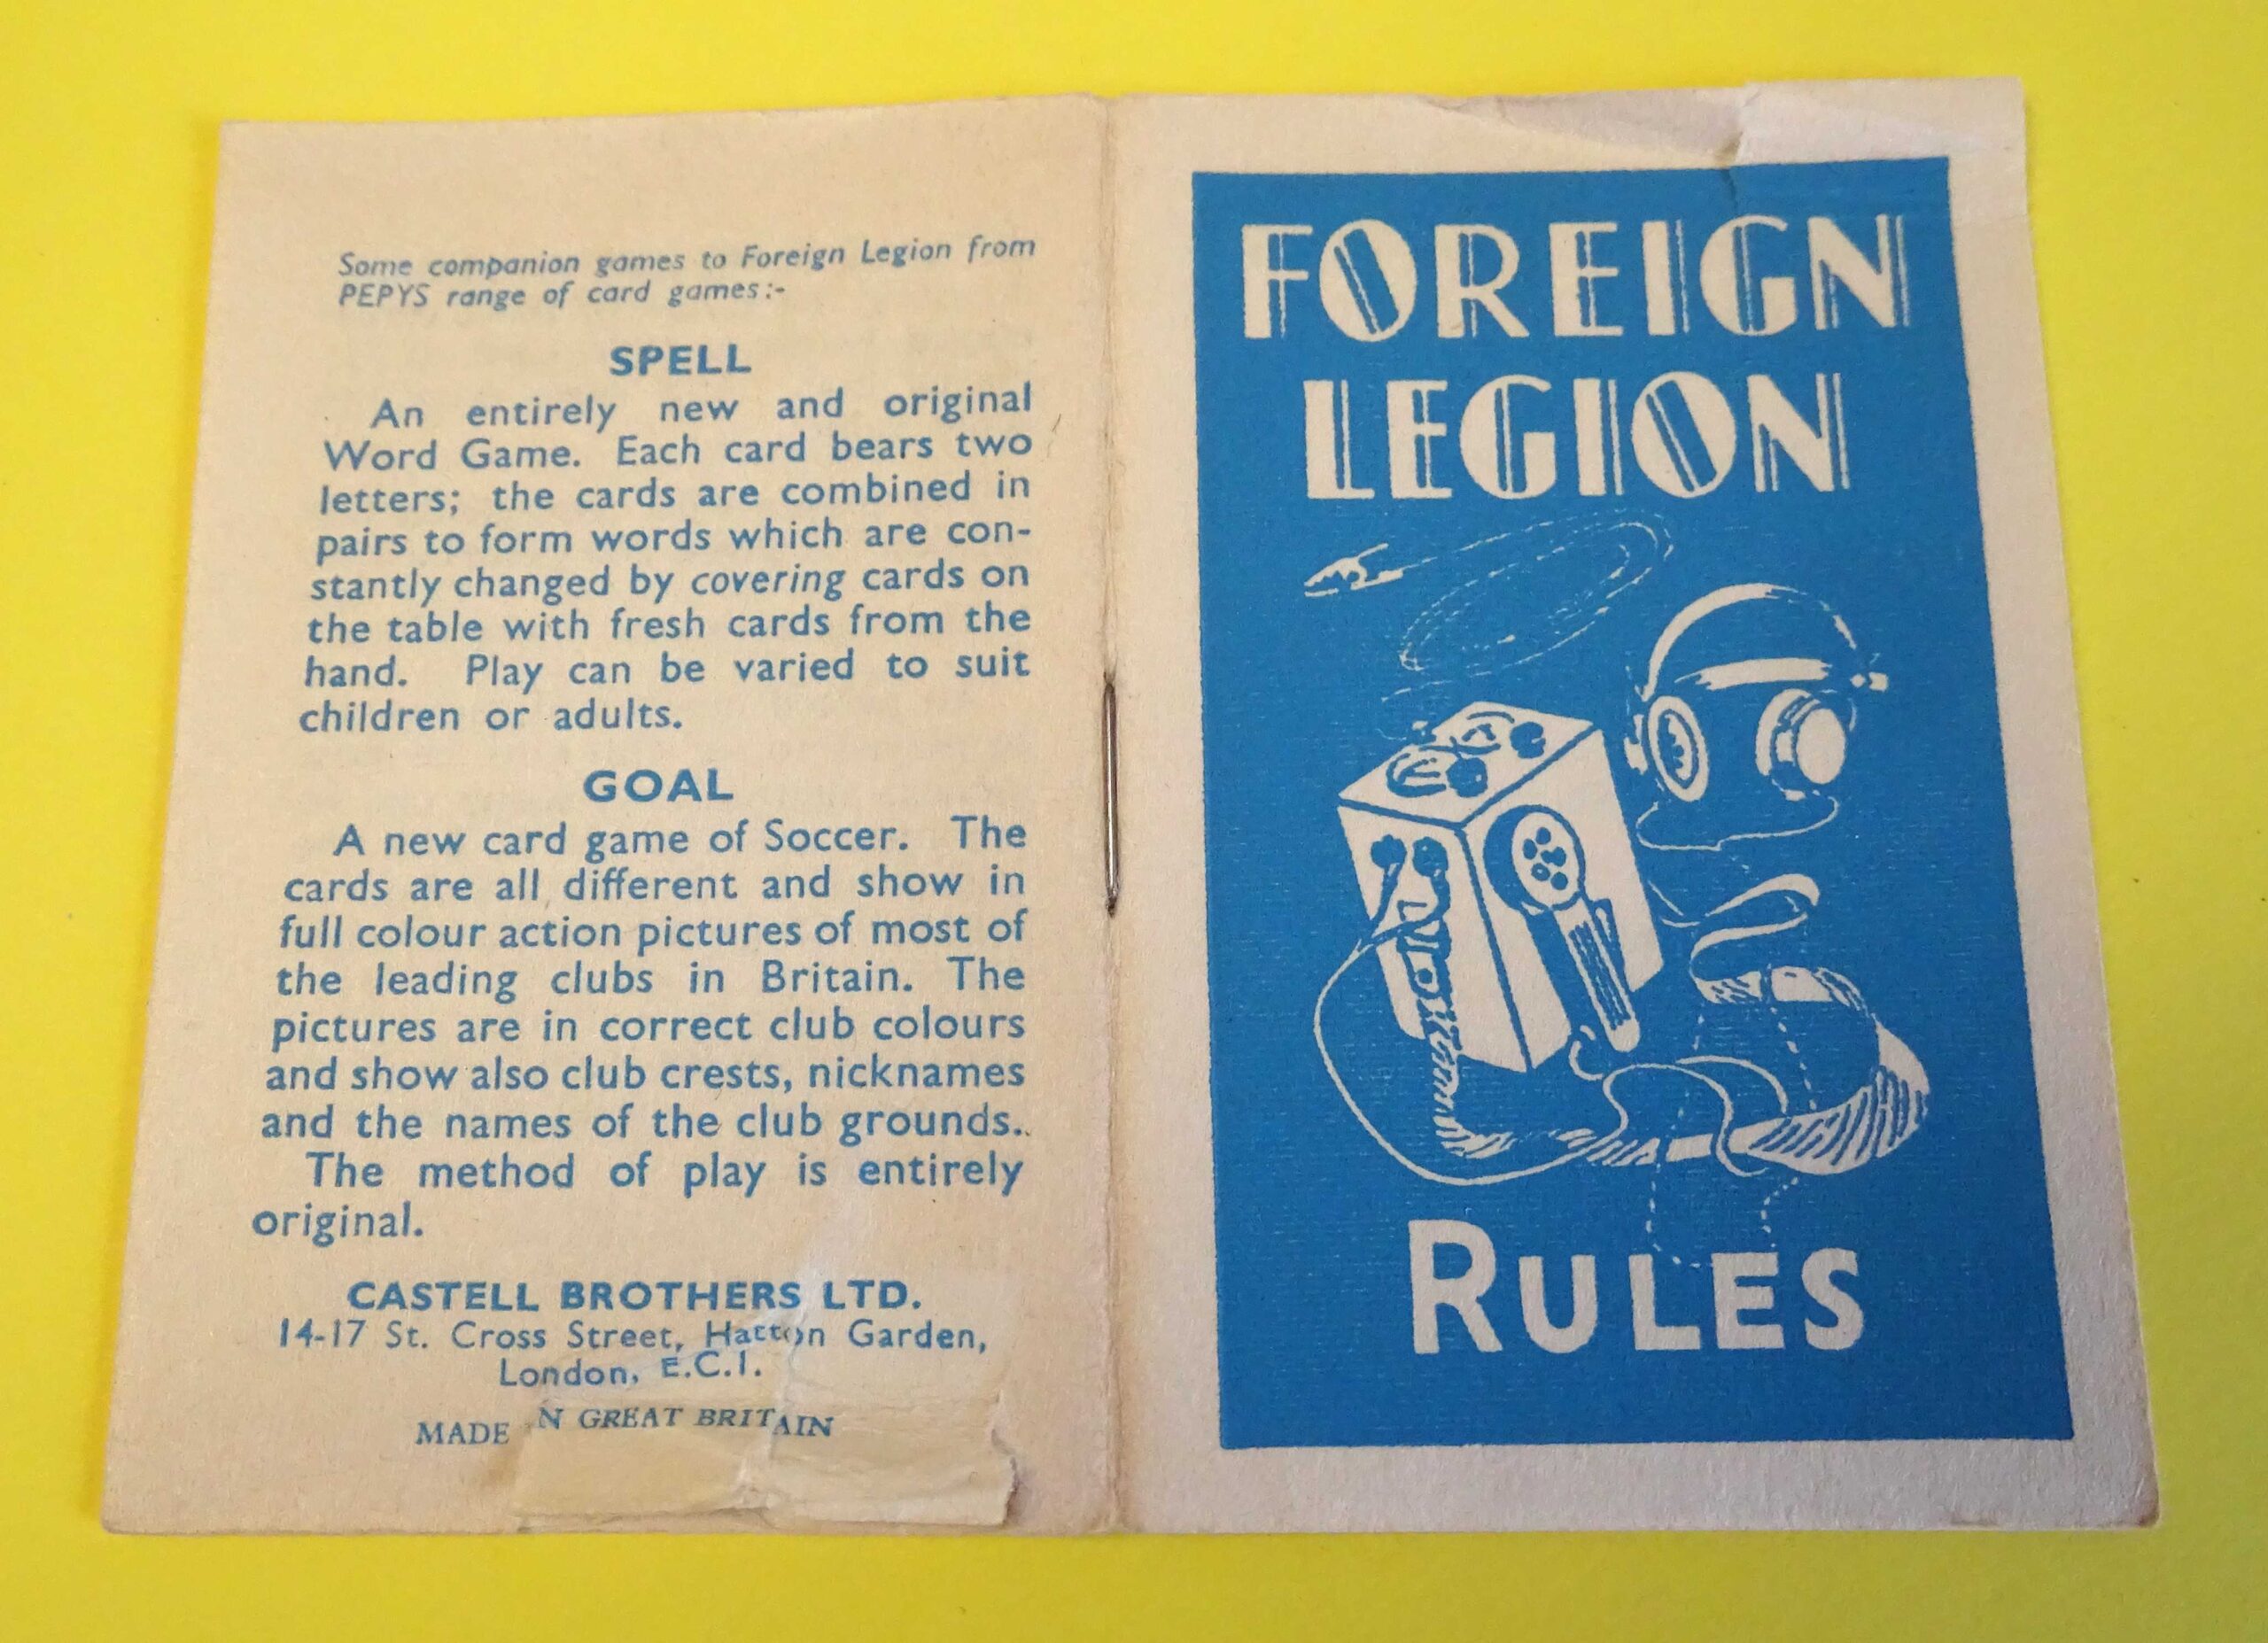 Some companion games to Foreign Legion from
PEPYS range of card games:-
SPELL
An entirely new and original
Word Game. Each card bears two
letters; the cards are combined in
pairs to form words which are con-
stantly changed by covering cards on
the table with fresh cards from the
hand. Play can be varied to suit
children or adults.
GOAL
A new card game of Soccer. The
cards are all different and show in
full colour action pictures of most of
the leading clubs in Britain. The
pictures are in correct club colours
and show also club crests, nicknames
and the names of the club grounds.
The method of play is entirely
original.
CASTELL BROTHERS LTD.
14-17 St. Cross Street, Hatton Garden,
London, E.C.I.
MADE N GREAT BRITAIN
FOREIGN
LEGION
RULES